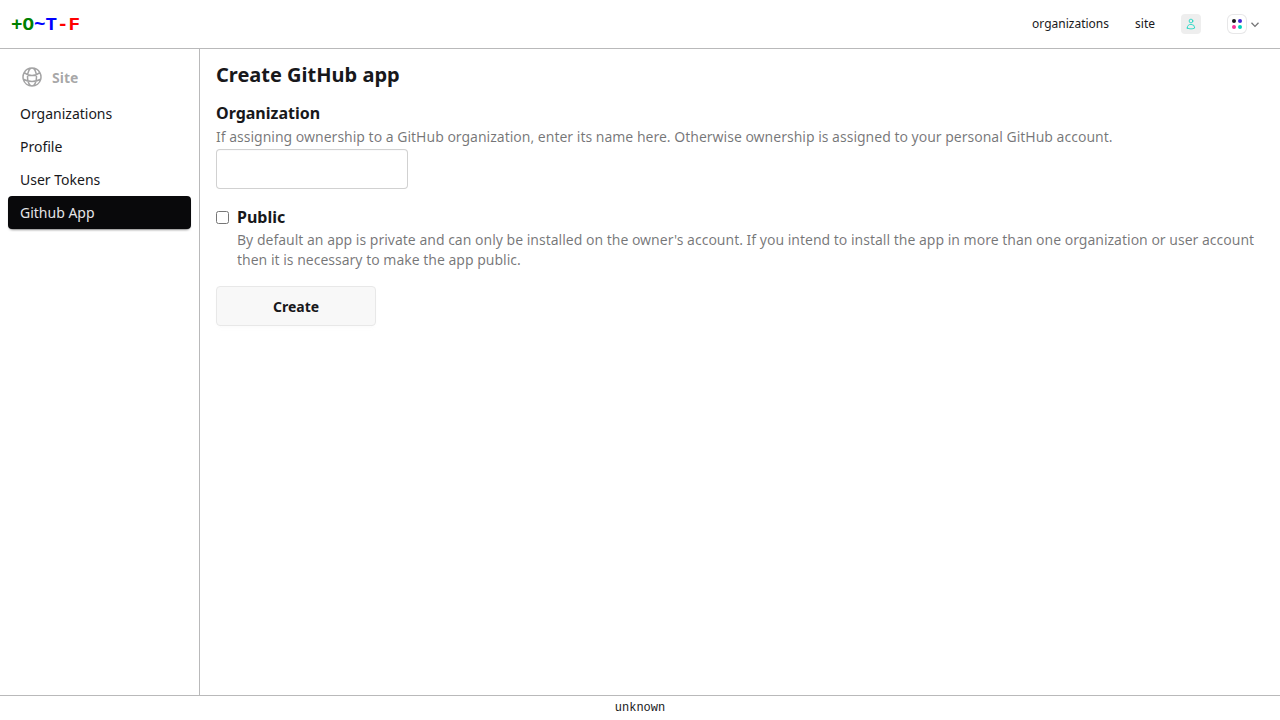 +O~T-F
organizations
site
Site
Organizations
Profile
User Tokens
Github App
Create GitHub app
Organization
If assigning ownership to a GitHub organization, enter its name here. Otherwise ownership is assigned to your personal GitHub account.
Public
By default an app is private and can only be installed on the owner's account. If you intend to install the app in more than one organization or user account
then it is necessary to make the app public.
Create
unknown